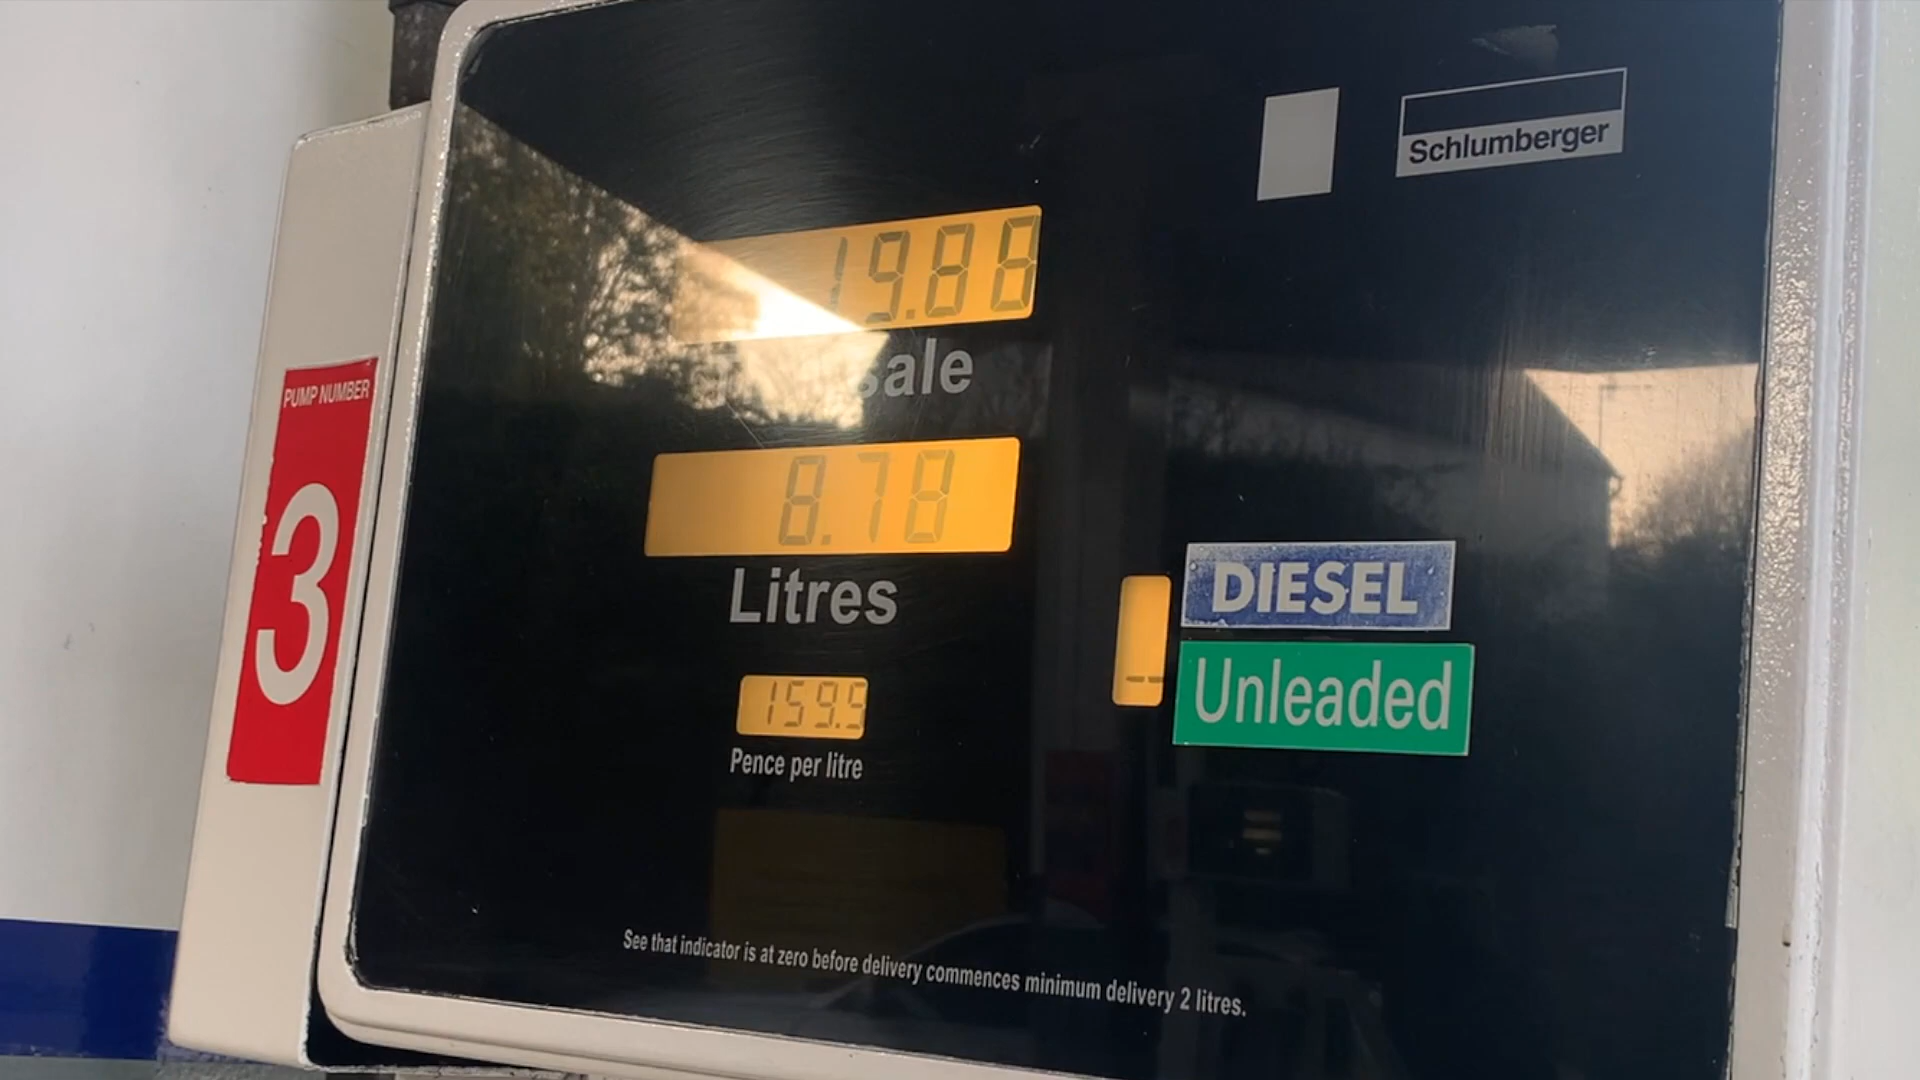 Schlumberger
19.88
sale
PUMP NUMBER
3
8.78
Litres
DIESEL
Unleaded
159.9
Pence per litre
See that indicator is at zero before delivery commences minimum delivery 2 litres.